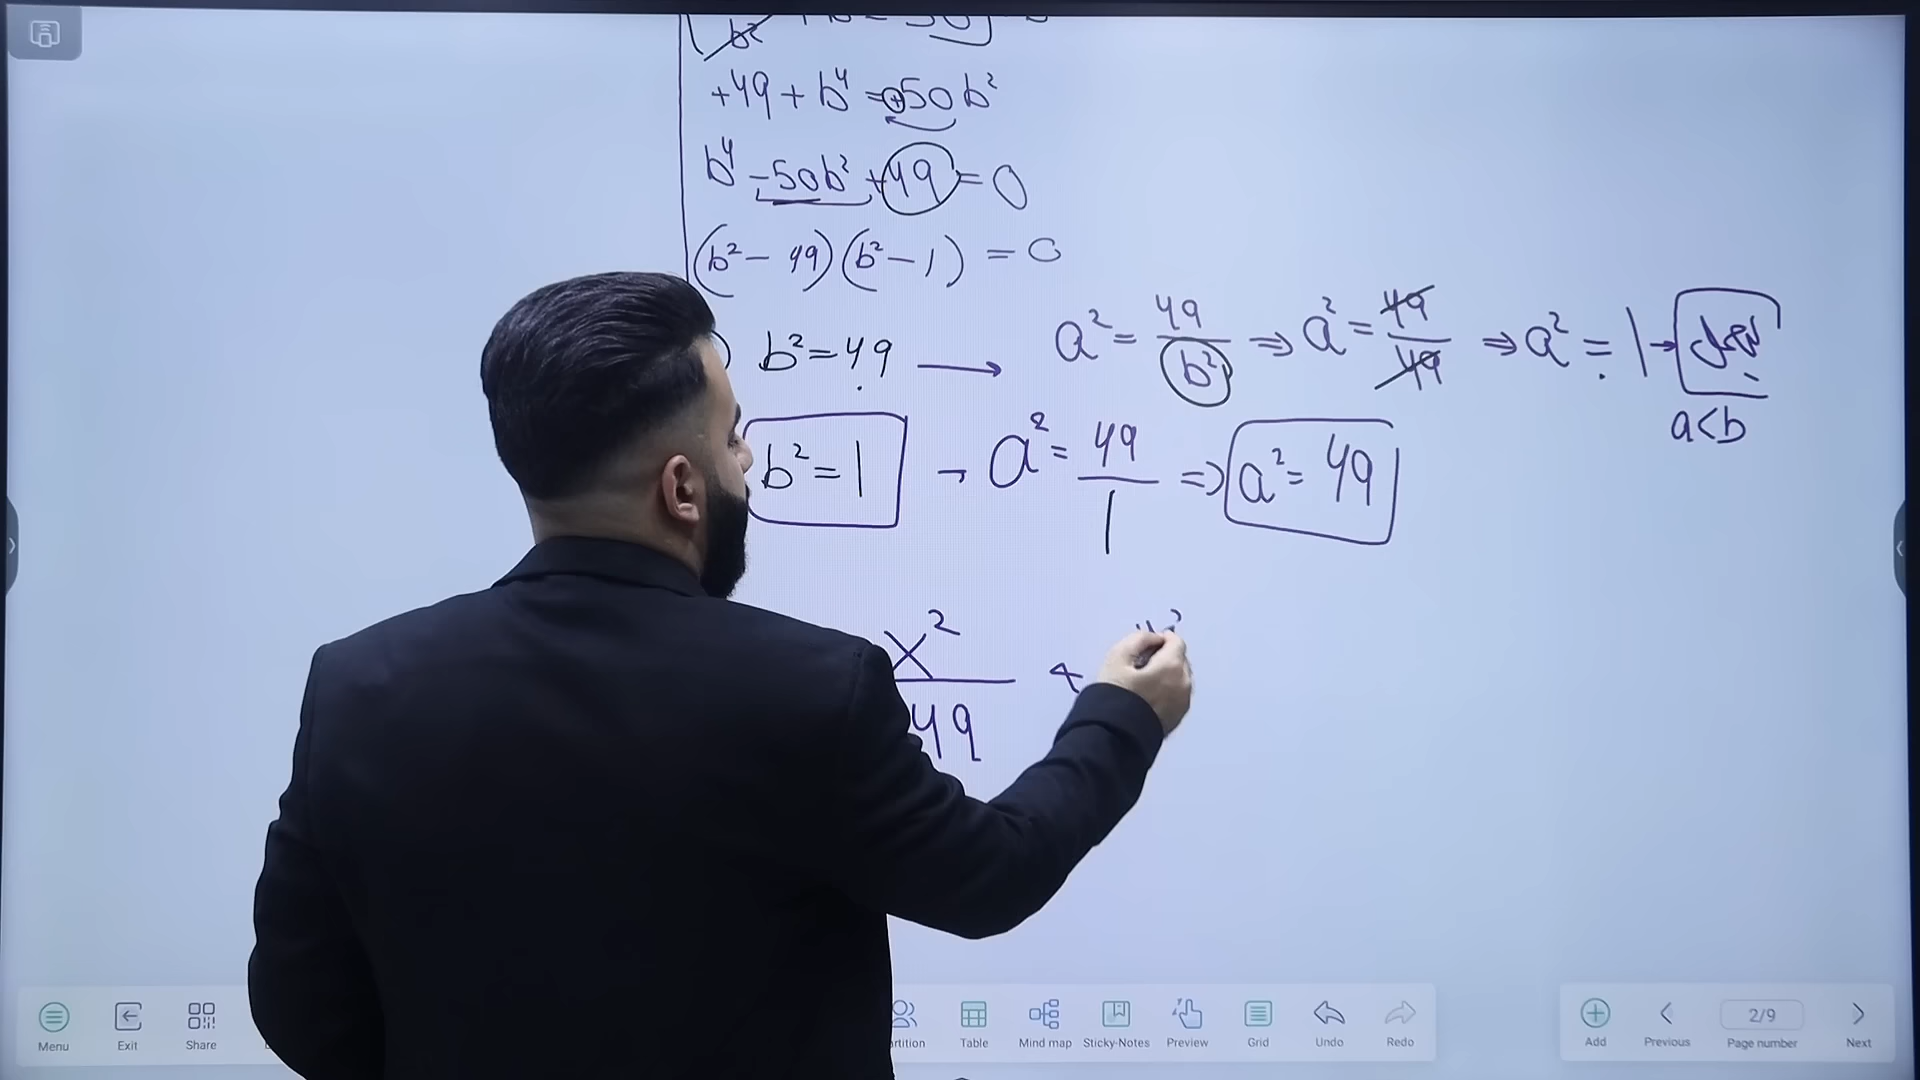 +49 + b⁴ = +50b²
b⁴ - 50b² + 49 = 0
(b² - 49)(b² - 1) = 0
b² = 49 → a² = 49/b² ⇒ a² = 49/49 ⇒ a² = 1 →
a<b
b² = 1 → a² = 49/1 ⇒ a² = 49
x²/49 +
Menu Exit Share Table Mind map Sticky-Notes Preview Grid Undo Redo Add Previous 2/9 Page number Next